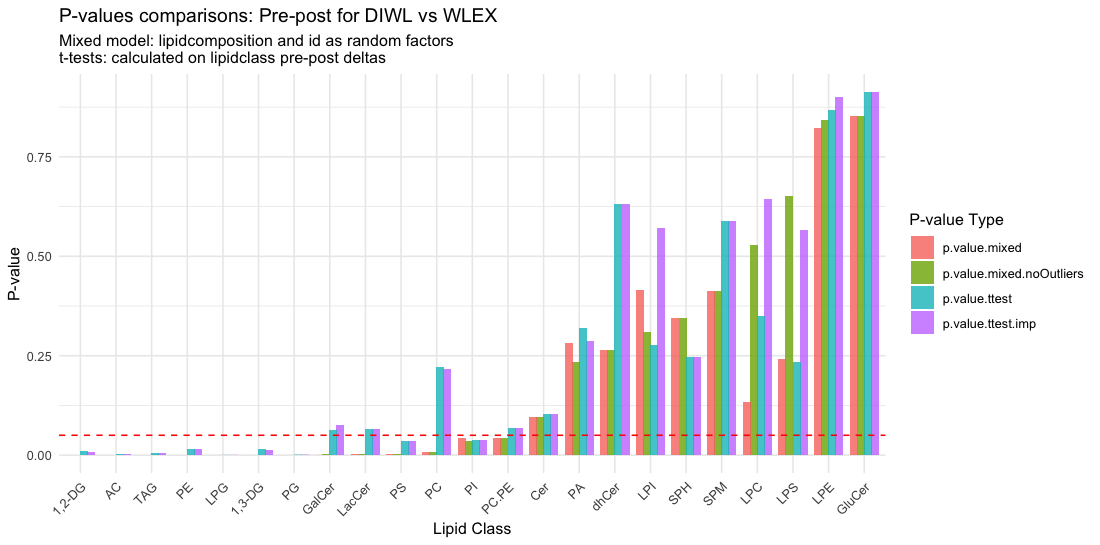 P-values comparisons: Pre-post for DIWL vs WLEX
Mixed model: lipidcomposition and id as random factors
t-tests: calculated on lipidclass pre-post deltas
P-value
0.75
0.50
0.25
0.00
1,2-DG
AC
TAG
PE
LPG
1,3-DG
PG
GalCer
LacCer
PS
PC
PI
PC,PE
Cer
PA
dhCer
LPI
SPH
SPM
LPC
LPS
LPE
GluCer
Lipid Class
P-value Type
p.value.mixed
p.value.mixed.noOutliers
p.value.ttest
p.value.ttest.imp